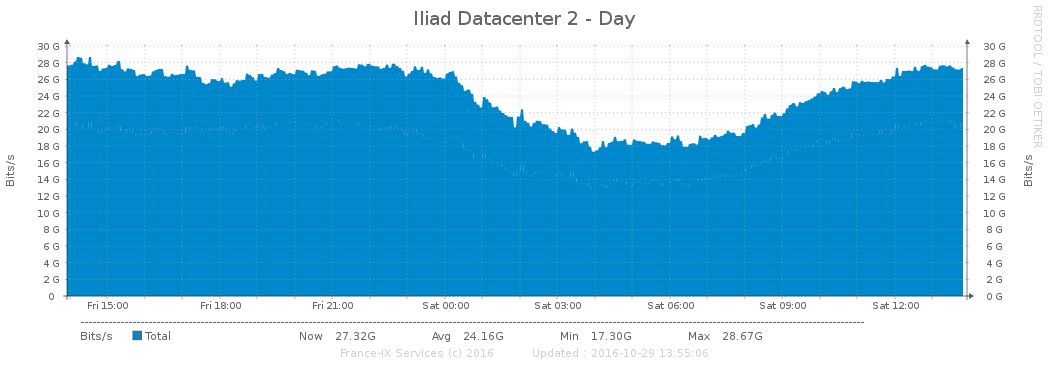 Iliad Datacenter 2 - Day
RRDTOOL / TOBI OETIKER
Bits/s
30 G 30 G
28 G 28 G
26 G 26 G
24 G 24 G
22 G 22 G
20 G 20 G
18 G 18 G
16 G 16 G
14 G 14 G
12 G 12 G
10 G 10 G
8 G 8 G
6 G 6 G
4 G 4 G
2 G 2 G
0 0 G
Bits/s
Fri 15:00 Fri 18:00 Fri 21:00 Sat 00:00 Sat 03:00 Sat 06:00 Sat 09:00 Sat 12:00
Bits/s Total Now 27.32G Avg 24.16G Min 17.30G Max 28.67G
France-IX Services (c) 2016 Updated : 2016-10-29 13:55:06